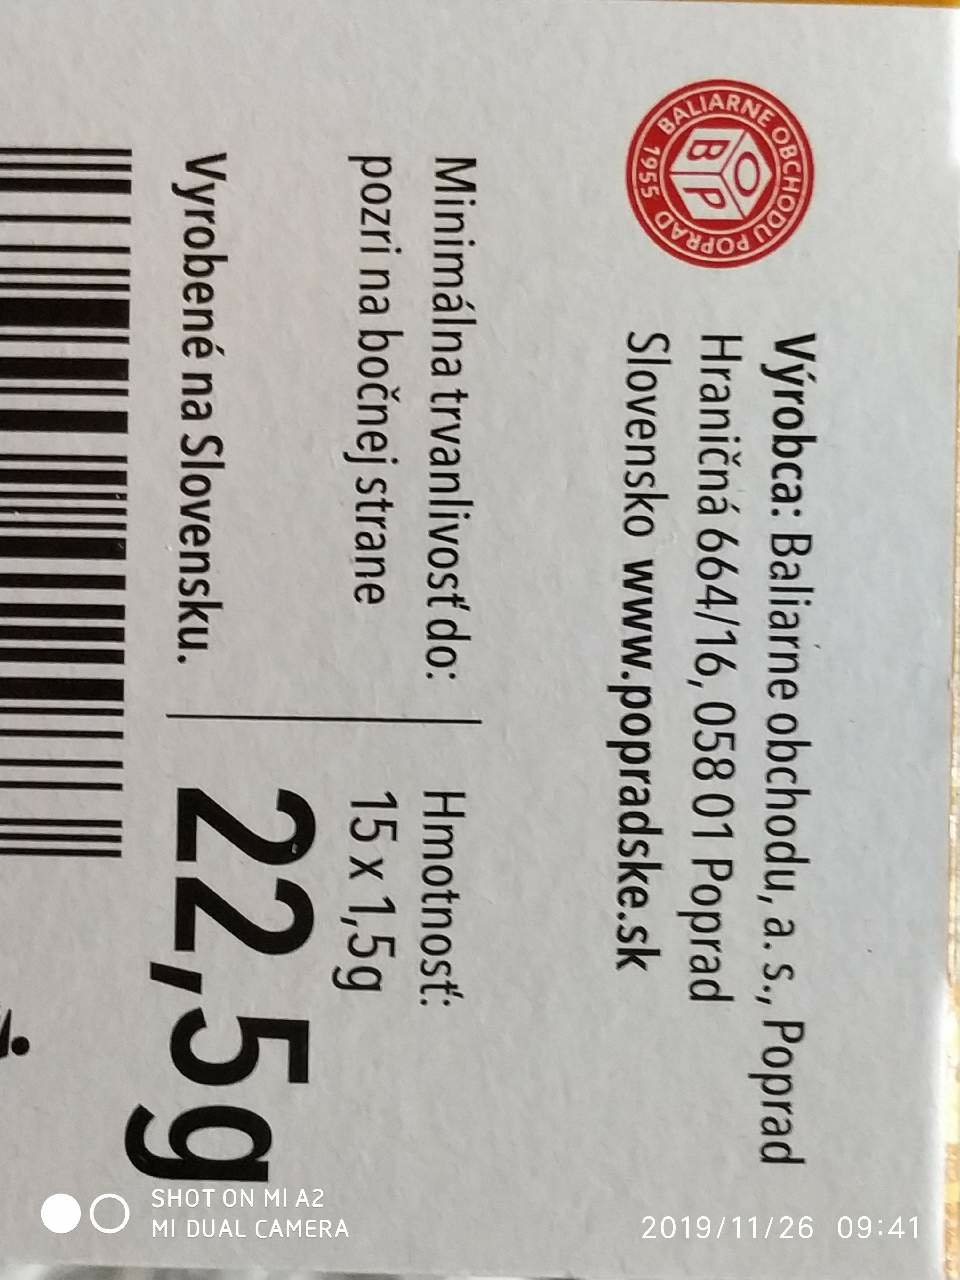 BALIARNE OBCHODU POPRAD
1955
BOP
Výrobca: Baliarne obchodu, a. s., Poprad
Hraničná 664/16, 058 01 Poprad
Slovensko www.popradske.sk
Minimálna trvanlivosť do:
pozri na bočnej strane
Vyrobené na Slovensku.
Hmotnosť:
15 x 1,5g
22,5g
SHOT ON MI A2
MI DUAL CAMERA
2019/11/26 09:41